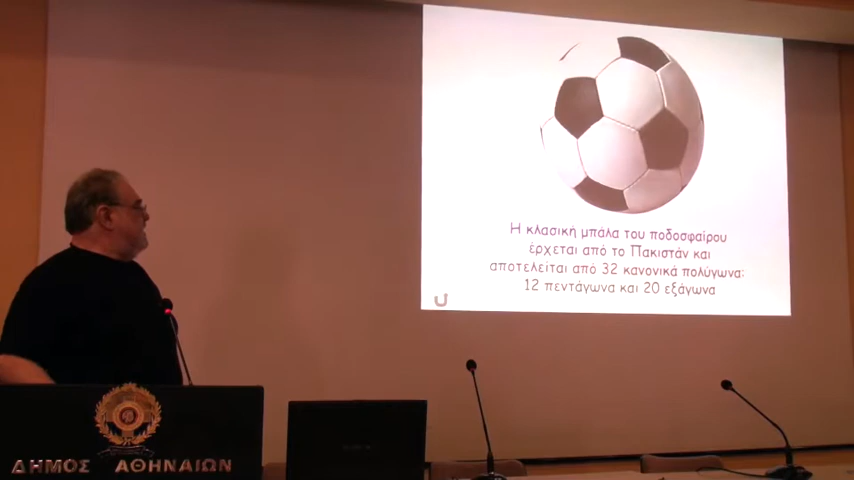 Η κλασική μπάλα του ποδοσφαίρου
έρχεται από το Πακιστάν και
αποτελείται από 32 κανονικά πολύγωνα:
12 πεντάγωνα και 20 εξάγωνα
ΔΗΜΟΣ ΑΘΗΝΑΙΩΝ